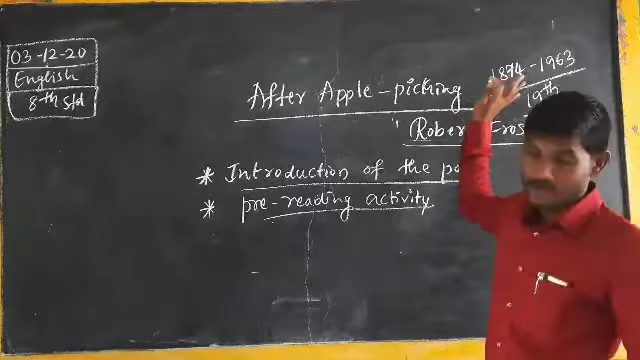 03-12-20
English
8th std
1874-1963
After Apple-picking
19th
Robert Fros
* Introduction of the po
* pre-reading activity